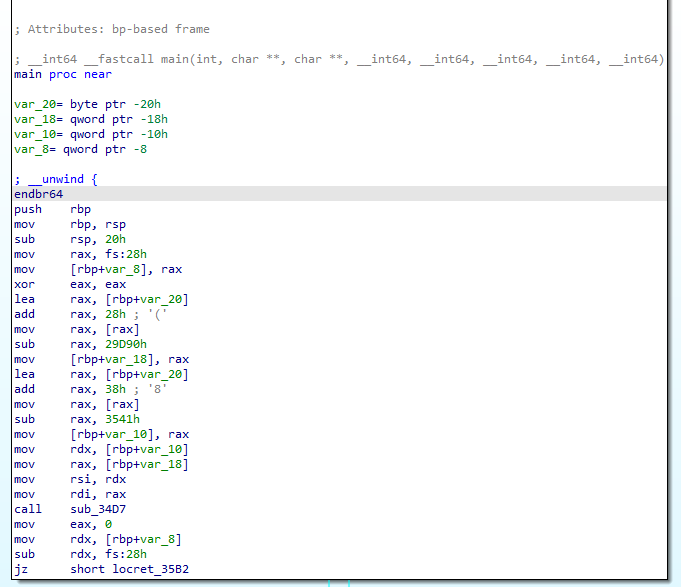 ; Attributes: bp-based frame
; __int64 __fastcall main(int, char **, char **, __int64, __int64, __int64, __int64, __int64)
main proc near
var_20= byte ptr -20h
var_18= qword ptr -18h
var_10= qword ptr -10h
var_8= qword ptr -8
; __unwind {
endbr64
push rbp
mov rbp, rsp
sub rsp, 20h
mov rax, fs:28h
mov [rbp+var_8], rax
xor eax, eax
lea rax, [rbp+var_20]
add rax, 28h ; '('
mov rax, [rax]
sub rax, 29D90h
mov [rbp+var_18], rax
lea rax, [rbp+var_20]
add rax, 38h ; '8'
mov rax, [rax]
sub rax, 3541h
mov [rbp+var_10], rax
mov rdx, [rbp+var_10]
mov rax, [rbp+var_18]
mov rsi, rdx
mov rdi, rax
call sub_34D7
mov eax, 0
mov rdx, [rbp+var_8]
sub rdx, fs:28h
jz short locret_35B2